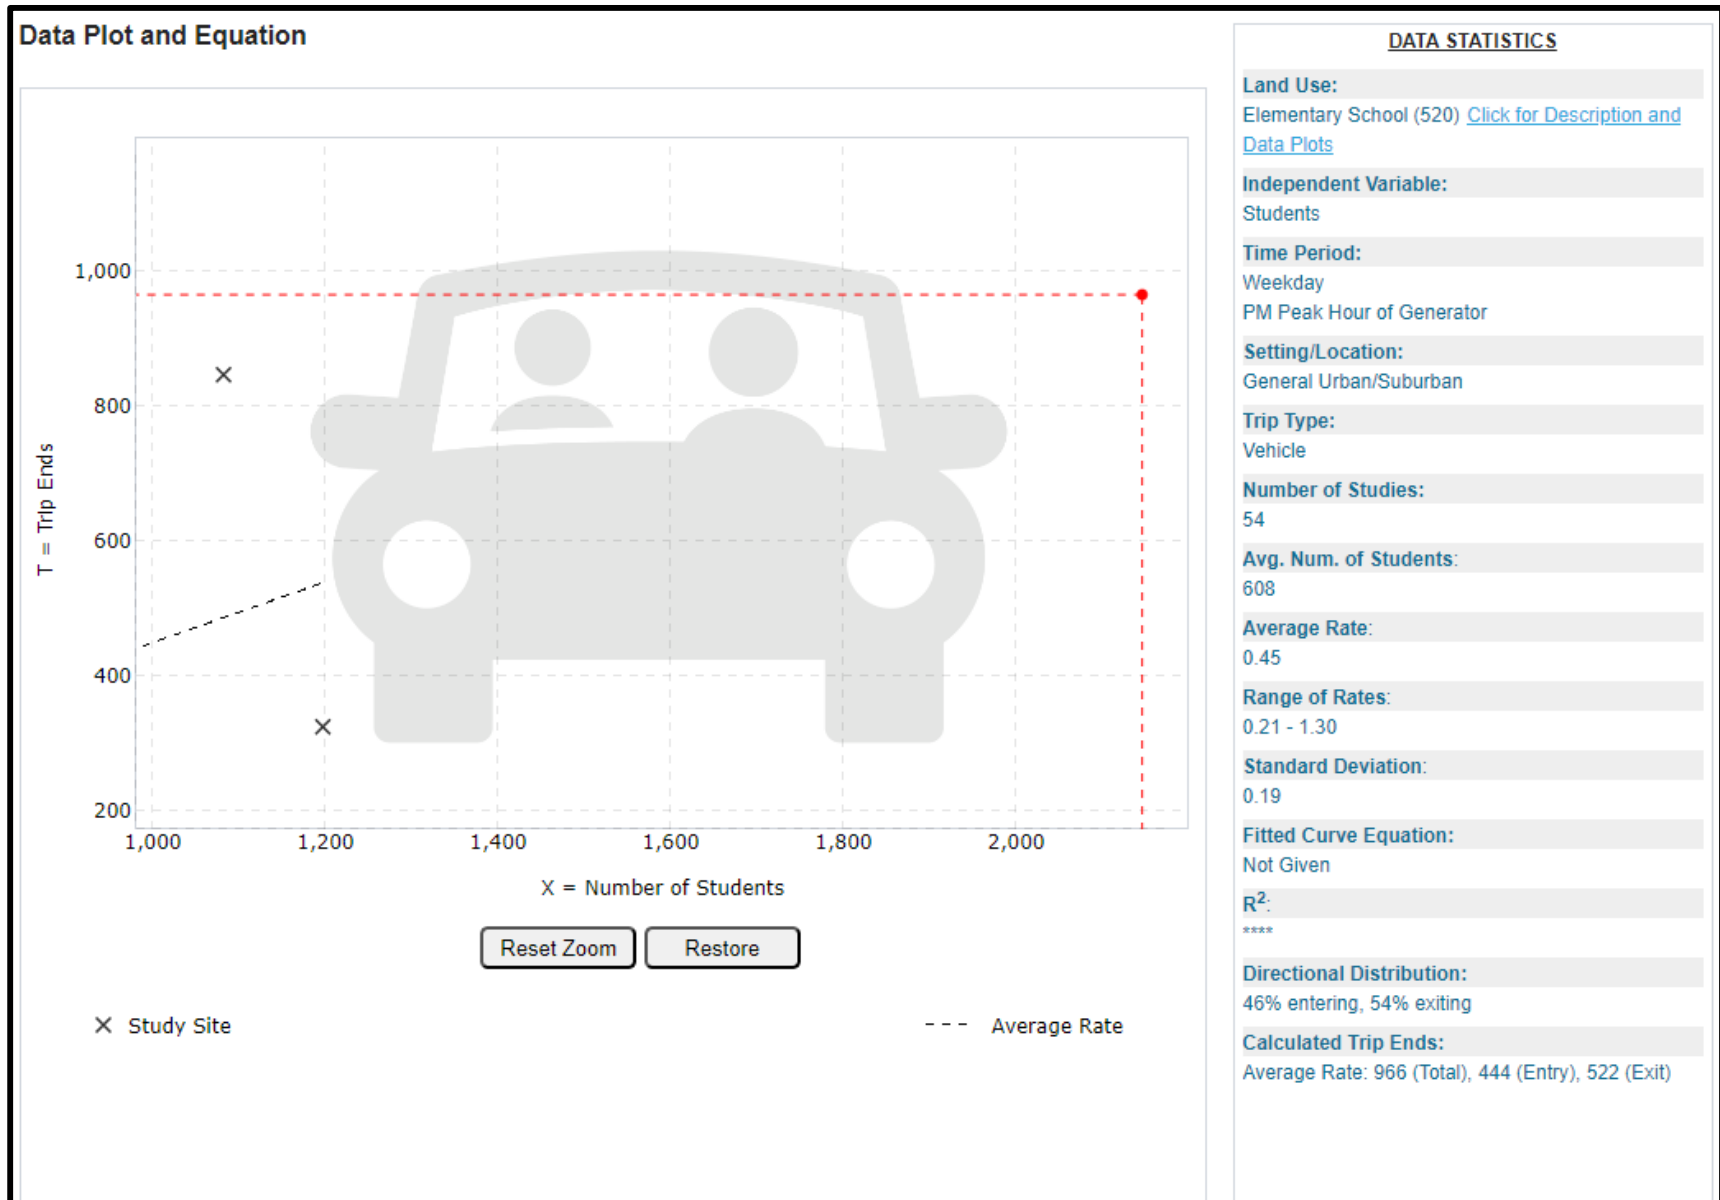 Data Plot and Equation
1,000
800
600
400
200
T = Trip Ends
1,000
1,200
1,400
1,600
1,800
2,000
X = Number of Students
Reset Zoom
Restore
Study Site
Average Rate
DATA STATISTICS
Land Use:
Elementary School (520) Click for Description and
Data Plots
Independent Variable:
Students
Time Period:
Weekday
PM Peak Hour of Generator
Setting/Location:
General Urban/Suburban
Trip Type:
Vehicle
Number of Studies:
54
Avg. Num. of Students:
608
Average Rate:
0.45
Range of Rates:
0.21 - 1.30
Standard Deviation:
0.19
Fitted Curve Equation:
Not Given
R²:
****
Directional Distribution:
46% entering, 54% exiting
Calculated Trip Ends:
Average Rate: 966 (Total), 444 (Entry), 522 (Exit)